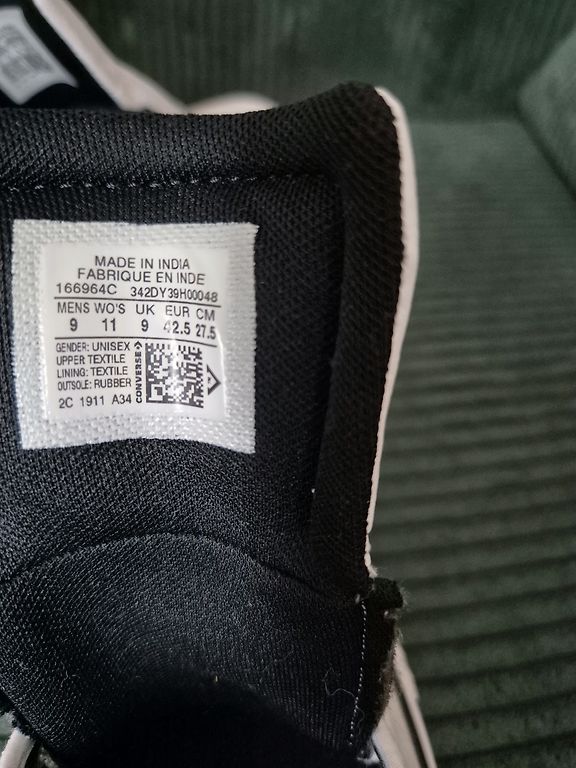 MADE IN INDIA
FABRIQUE EN INDE
166964C 342DY39H00048
MENS WO'S UK EUR CM
9 11 9 42.5 27.5
GENDER: UNISEX
UPPER TEXTILE
LINING: TEXTILE
OUTSOLE: RUBBER
2C 1911 A34
CONVERSE